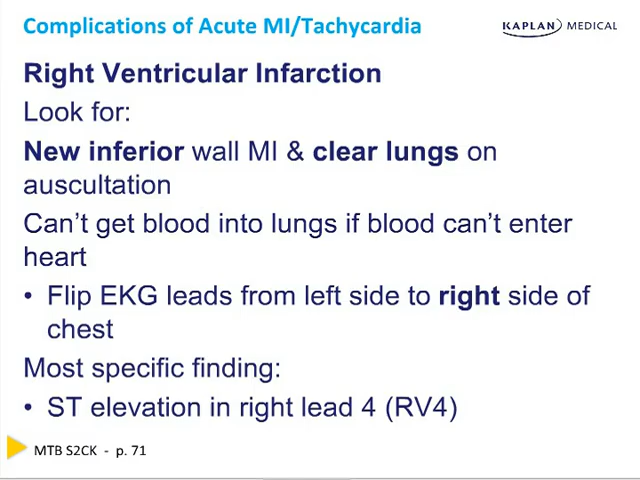 Complications of Acute MI/Tachycardia
KAPLAN MEDICAL
Right Ventricular Infarction
Look for:
New inferior wall MI & clear lungs on
auscultation
Can't get blood into lungs if blood can't enter
heart
• Flip EKG leads from left side to right side of
chest
Most specific finding:
• ST elevation in right lead 4 (RV4)
MTB S2CK - p. 71